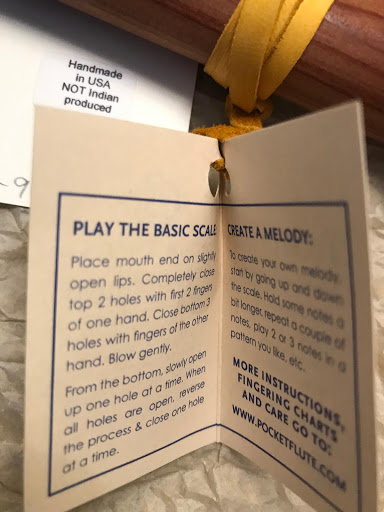 Handmade
in USA
NOT Indian
produced
9
PLAY THE BASIC SCALE
Place mouth end on slightly
open lips. Completely close
top 2 holes with first 2 fingers
of one hand. Close bottom 3
holes with fingers of the other
hand. Blow gently.
From the bottom, slowly open
up one hole at a time. When
all holes are open, reverse
the process & close one hole
at a time.
CREATE A MELODY:
To create your own melody,
start by going up and down
the scale. Hold some notes a
bit longer, repeat a couple of
notes, play 2 or 3 notes in a
pattern you like, etc.
MORE INSTRUCTIONS,
FINGERING CHARTS
AND CARE GO TO:
WWW.POCKETFLUTE.COM